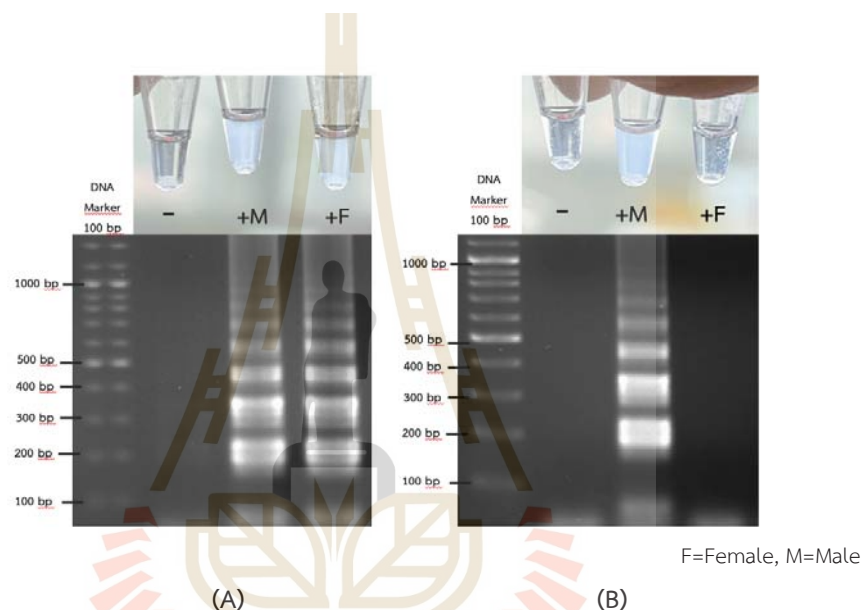 DNA
Marker
100 bp
- +M +F
1000 bp
500 bp
400 bp
300 bp
200 bp
100 bp
DNA
Marker
100 bp
- +M +F
1000 bp
500 bp
400 bp
300 bp
200 bp
100 bp
F=Female, M=Male
(A) (B)